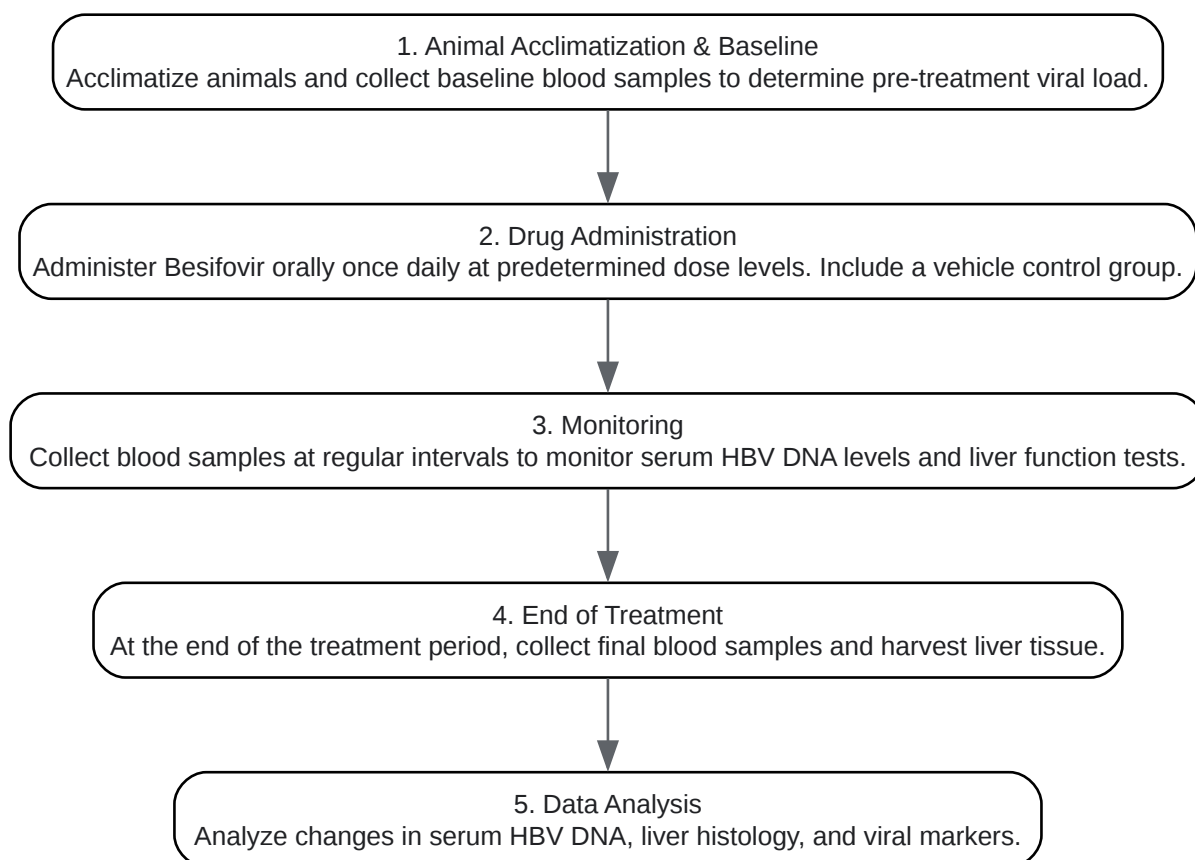 1. Animal Acclimatization & Baseline
Acclimatize animals and collect baseline blood samples to determine pre-treatment viral load.
2. Drug Administration
Administer Besifovir orally once daily at predetermined dose levels. Include a vehicle control group.
3. Monitoring
Collect blood samples at regular intervals to monitor serum HBV DNA levels and liver function tests.
4. End of Treatment
At the end of the treatment period, collect final blood samples and harvest liver tissue.
5. Data Analysis
Analyze changes in serum HBV DNA, liver histology, and viral markers.